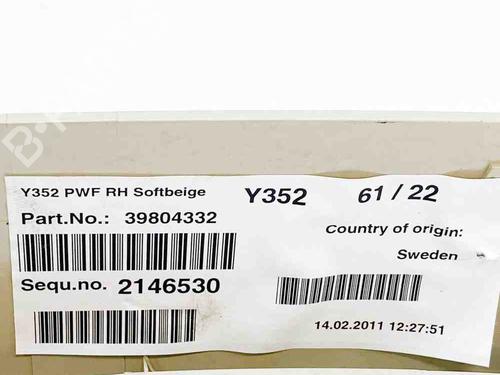 Y352 PWF RH Softbeige
Y352 61 / 22
Part.No.: 39804332
Country of origin:
Sweden
Sequ.no. 2146530
14.02.2011 12:27:51